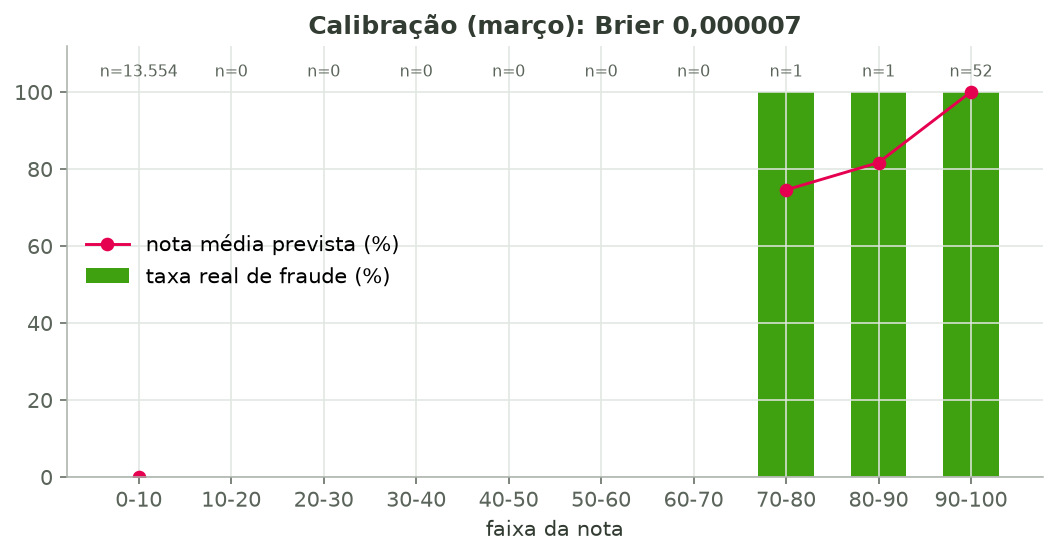 Calibração (março): Brier 0,000007
n=13.554 n=0 n=0 n=0 n=0 n=0 n=0 n=1 n=1 n=52
100
80
60
40
20
0
nota média prevista (%)
taxa real de fraude (%)
0-10 10-20 20-30 30-40 40-50 50-60 60-70 70-80 80-90 90-100
faixa da nota